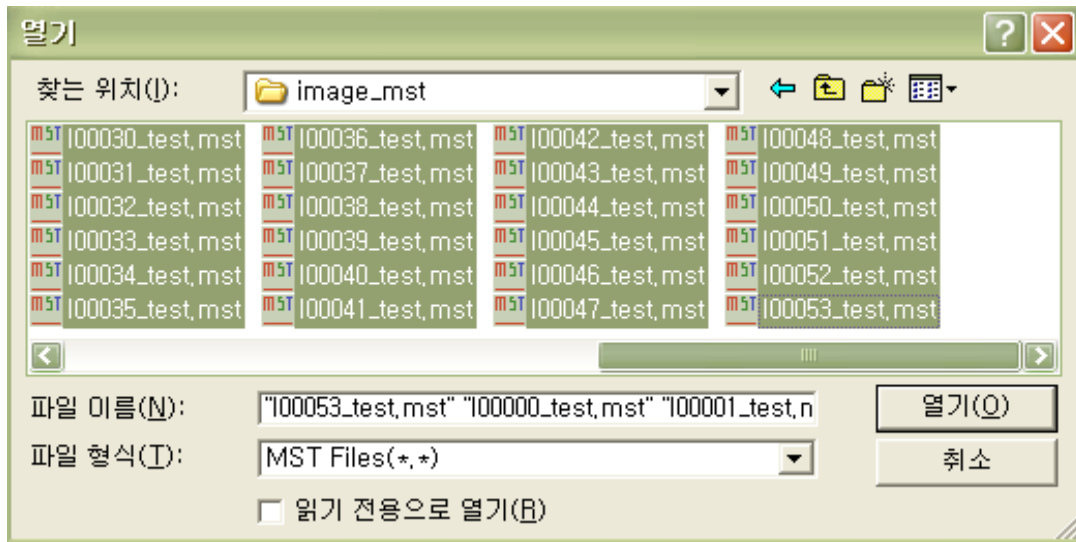 열기
찾는 위치(I): image_mst
I00030_test.mst I00036_test.mst I00042_test.mst I00048_test.mst
I00031_test.mst I00037_test.mst I00043_test.mst I00049_test.mst
I00032_test.mst I00038_test.mst I00044_test.mst I00050_test.mst
I00033_test.mst I00039_test.mst I00045_test.mst I00051_test.mst
I00034_test.mst I00040_test.mst I00046_test.mst I00052_test.mst
I00035_test.mst I00041_test.mst I00047_test.mst I00053_test.mst
파일 이름(N): "I00053_test.mst" "I00000_test.mst" "I00001_test. 열기(O)
파일 형식(T): MST Files(*.*) 취소
읽기 전용으로 열기(R)